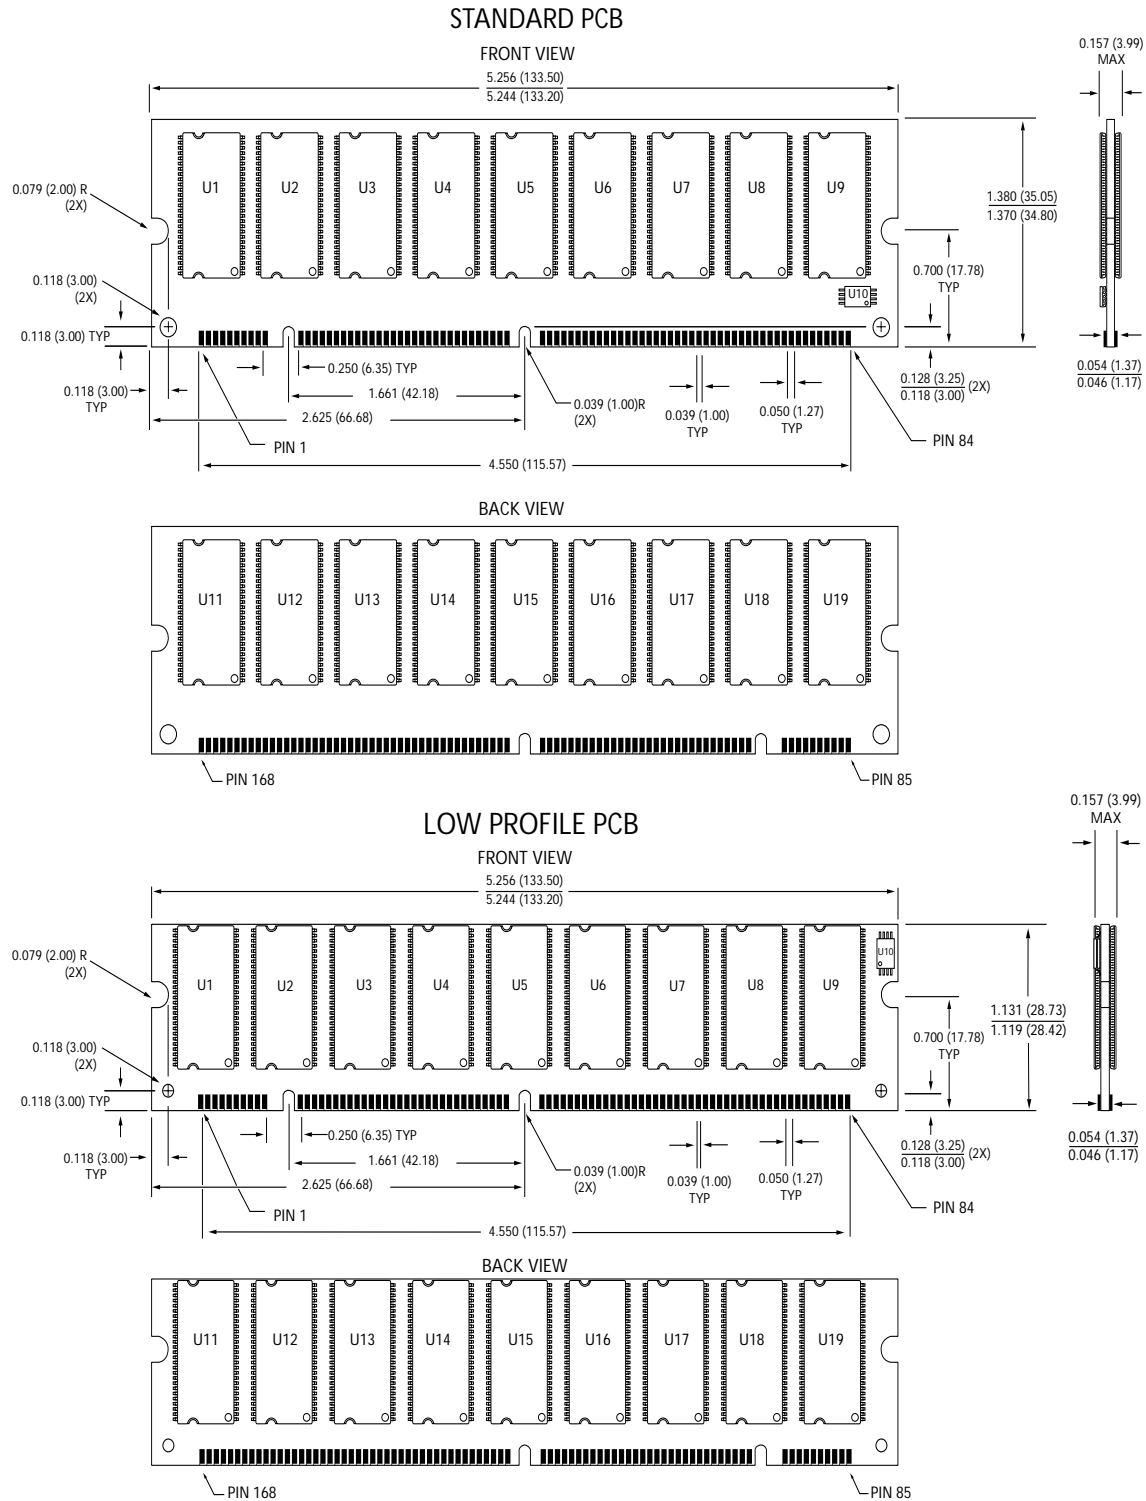 STANDARD PCB
FRONT VIEW
5.256 (133.50)
5.244 (133.20)
0.157 (3.99)
MAX
U1 U2 U3 U4 U5 U6 U7 U8 U9
0.079 (2.00) R
(2X)
1.380 (35.05)
1.370 (34.80)
0.118 (3.00)
(2X)
0.700 (17.78)
TYP
U10
0.118 (3.00) TYP
0.118 (3.00)
TYP
0.250 (6.35) TYP
1.661 (42.18)
2.625 (66.68)
0.039 (1.00)R
(2X)
0.039 (1.00)
TYP
0.050 (1.27)
TYP
0.128 (3.25)
0.118 (3.00)
(2X)
0.054 (1.37)
0.046 (1.17)
PIN 1
PIN 84
4.550 (115.57)
BACK VIEW
U11 U12 U13 U14 U15 U16 U17 U18 U19
PIN 168
PIN 85
LOW PROFILE PCB
FRONT VIEW
5.256 (133.50)
5.244 (133.20)
0.157 (3.99)
MAX
U10
U1 U2 U3 U4 U5 U6 U7 U8 U9
0.079 (2.00) R
(2X)
1.131 (28.73)
1.119 (28.42)
0.700 (17.78)
TYP
0.118 (3.00)
(2X)
0.118 (3.00) TYP
0.118 (3.00)
TYP
0.250 (6.35) TYP
1.661 (42.18)
2.625 (66.68)
0.039 (1.00)R
(2X)
0.039 (1.00)
TYP
0.050 (1.27)
TYP
0.128 (3.25)
0.118 (3.00)
(2X)
0.054 (1.37)
0.046 (1.17)
PIN 1
PIN 84
4.550 (115.57)
BACK VIEW
U11 U12 U13 U14 U15 U16 U17 U18 U19
PIN 168
PIN 85